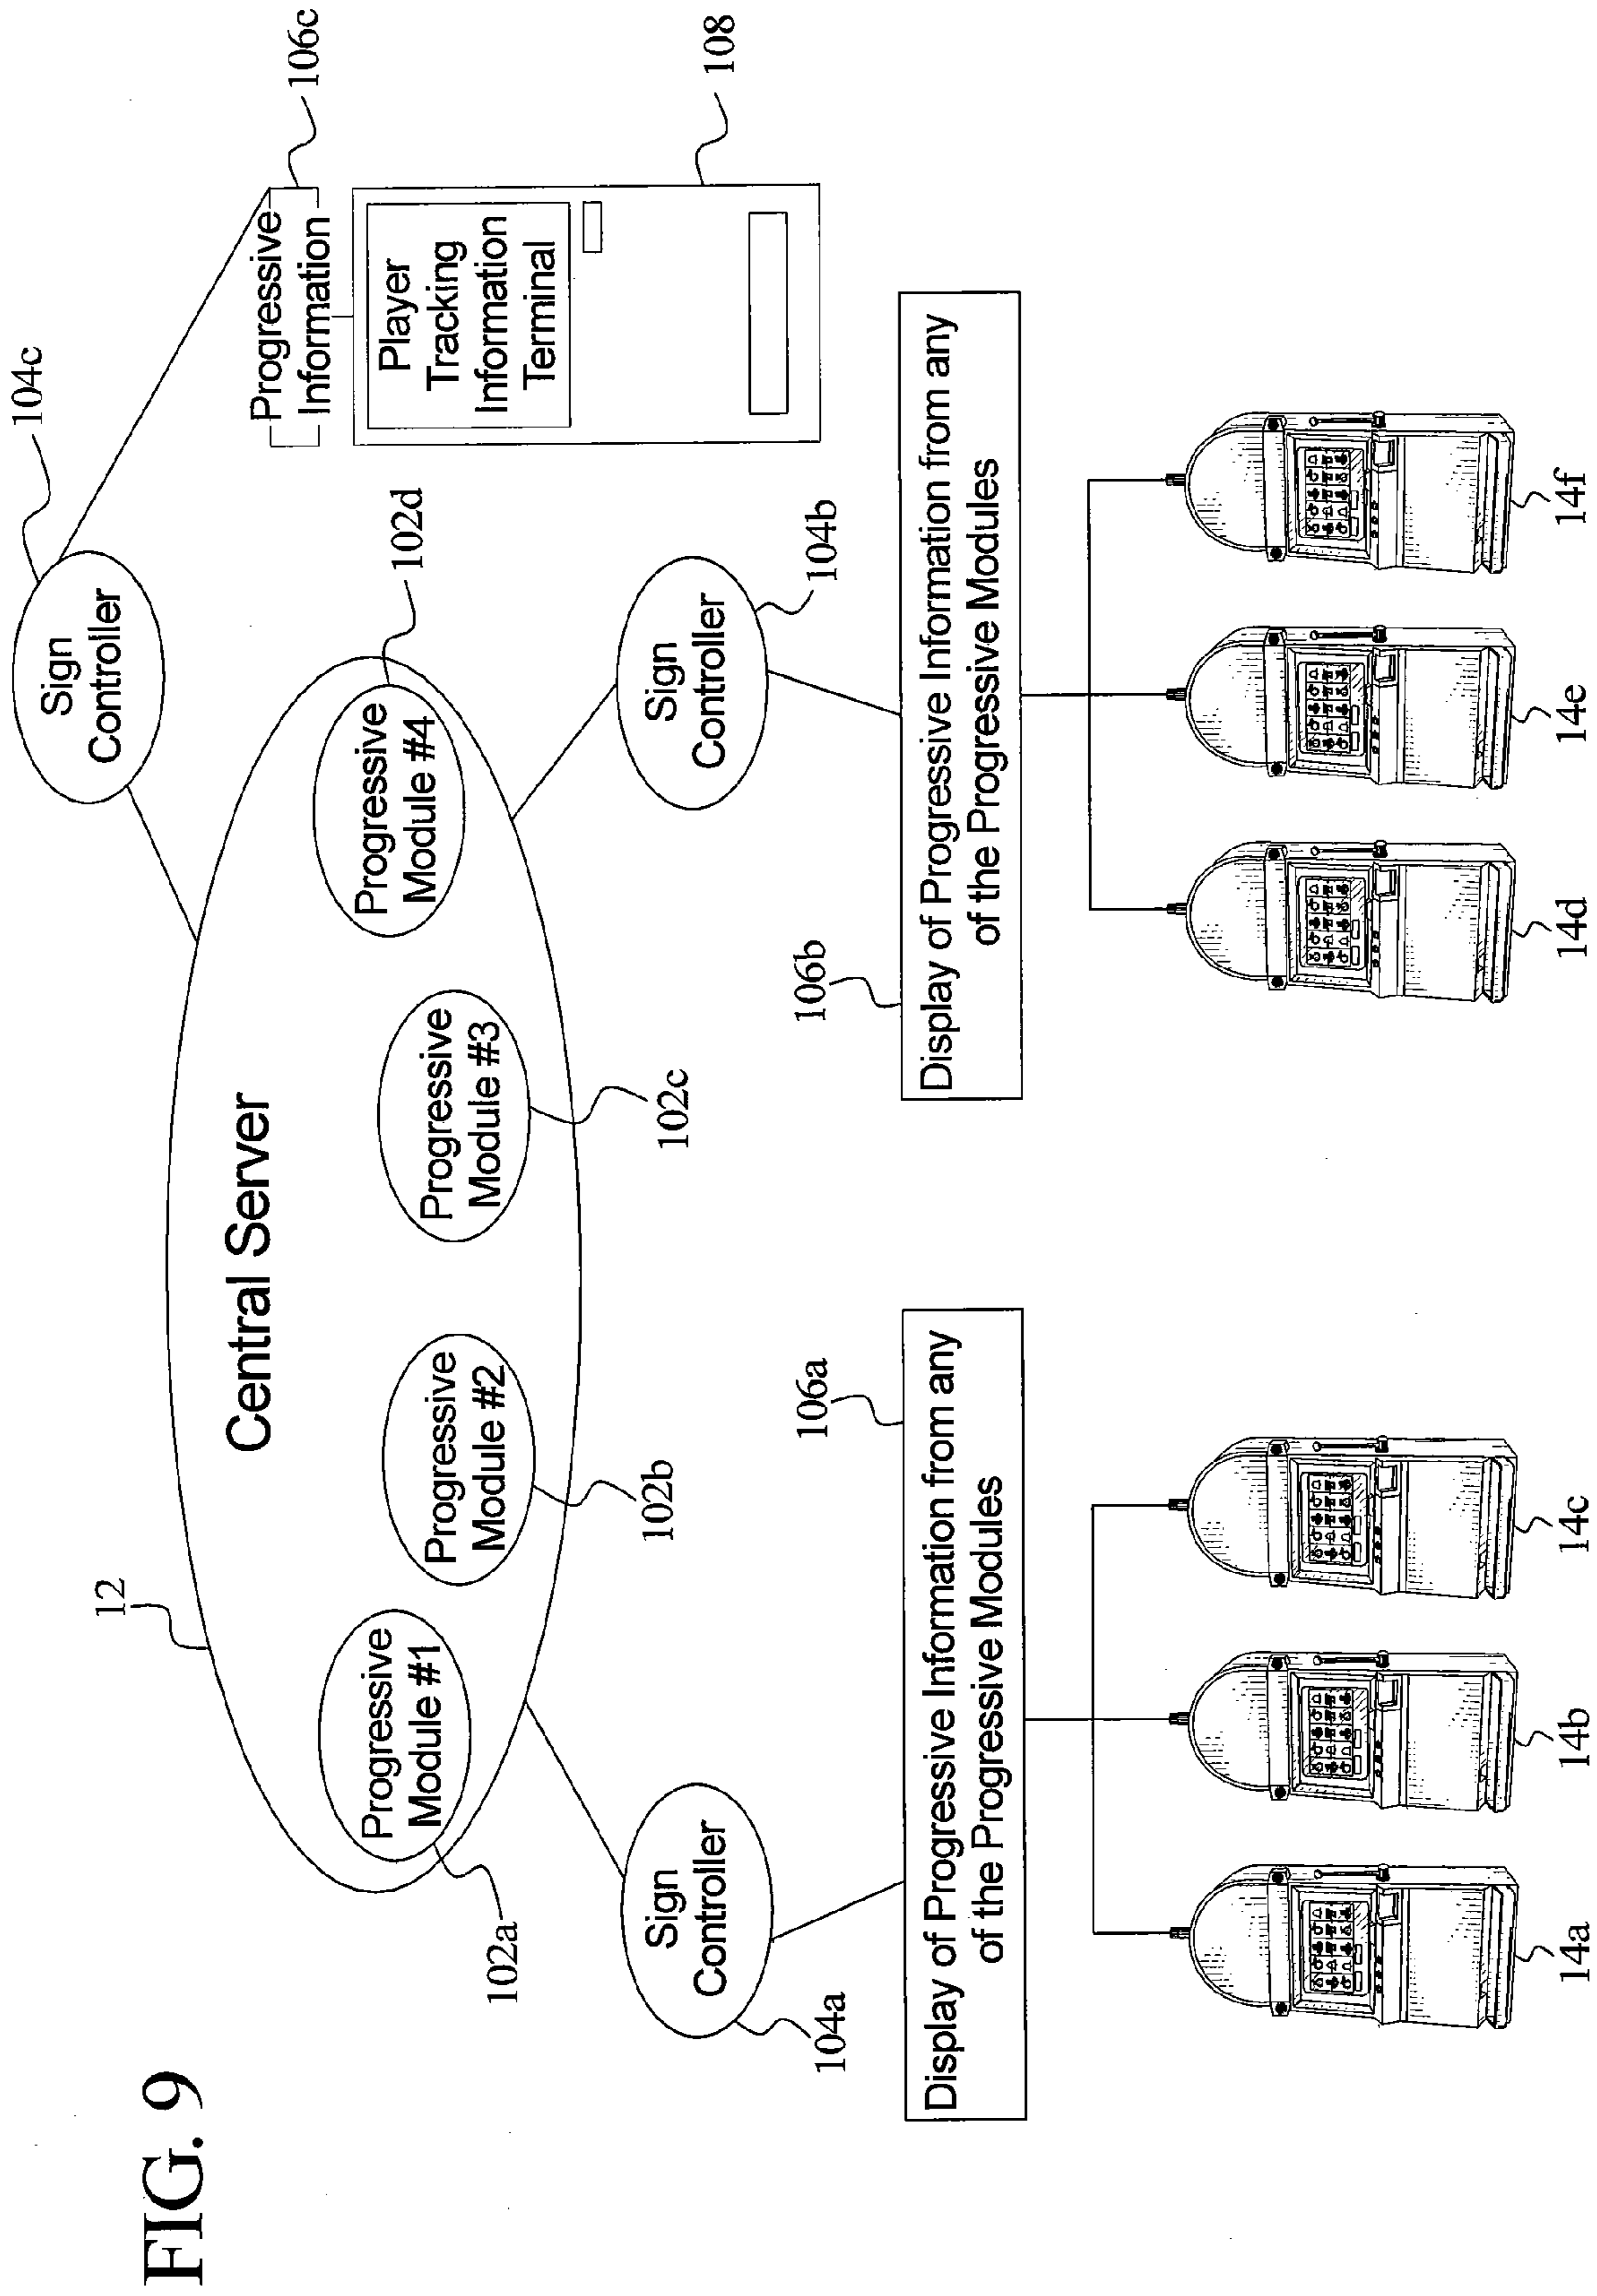 FIG. 9
12
Central Server
Progressive
Module #1
102a
Progressive
Module #2
102b
Progressive
Module #3
102c
Progressive
Module #4
102d
Sign
Controller
104a
Sign
Controller
104b
Sign
Controller
104c
Progressive
Information
106c
Player
Tracking
Information
Terminal
108
106a
Display of Progressive Information from any
of the Progressive Modules
106b
Display of Progressive Information from any
of the Progressive Modules
14a
14b
14c
14d
14e
14f